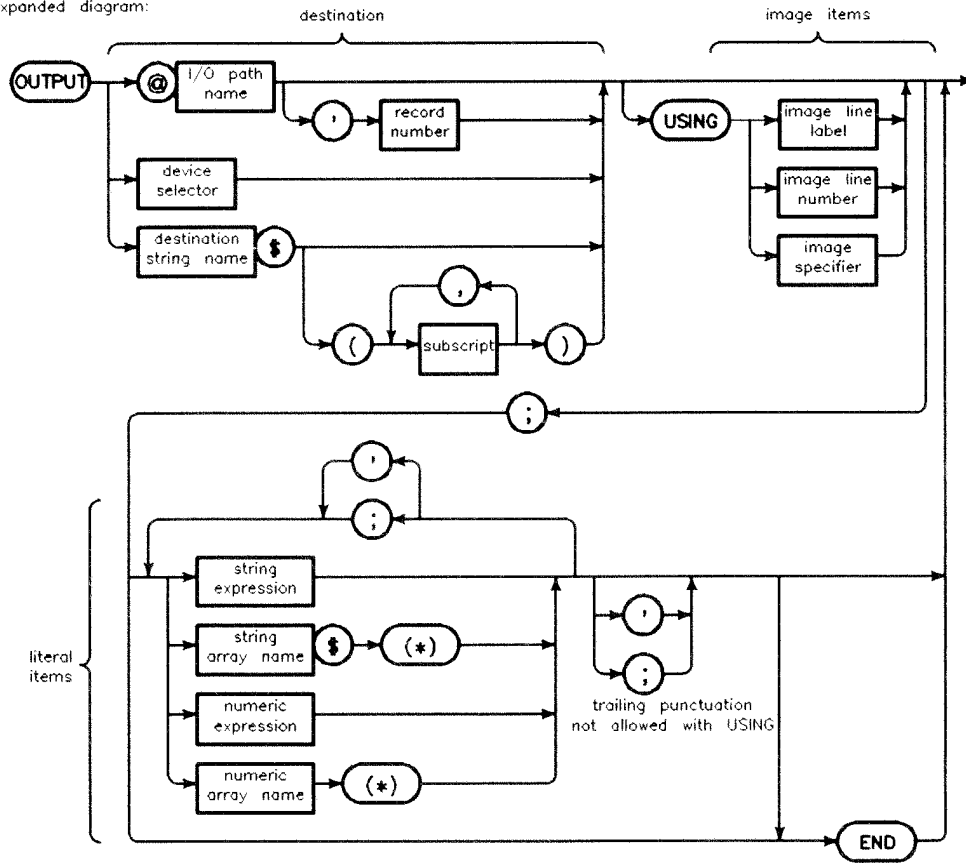 xpanded diagram:
destination
image items
OUTPUT
@
I/O path
name
,
record
number
USING
image line
label
device
selector
image line
number
destination
string name
$
image
specifier
,
(
subscript
)
;
,
;
string
expression
,
literal
items
string
array name
$
(*)
;
trailing punctuation
not allowed with USING
numeric
expression
numeric
array name
(*)
END